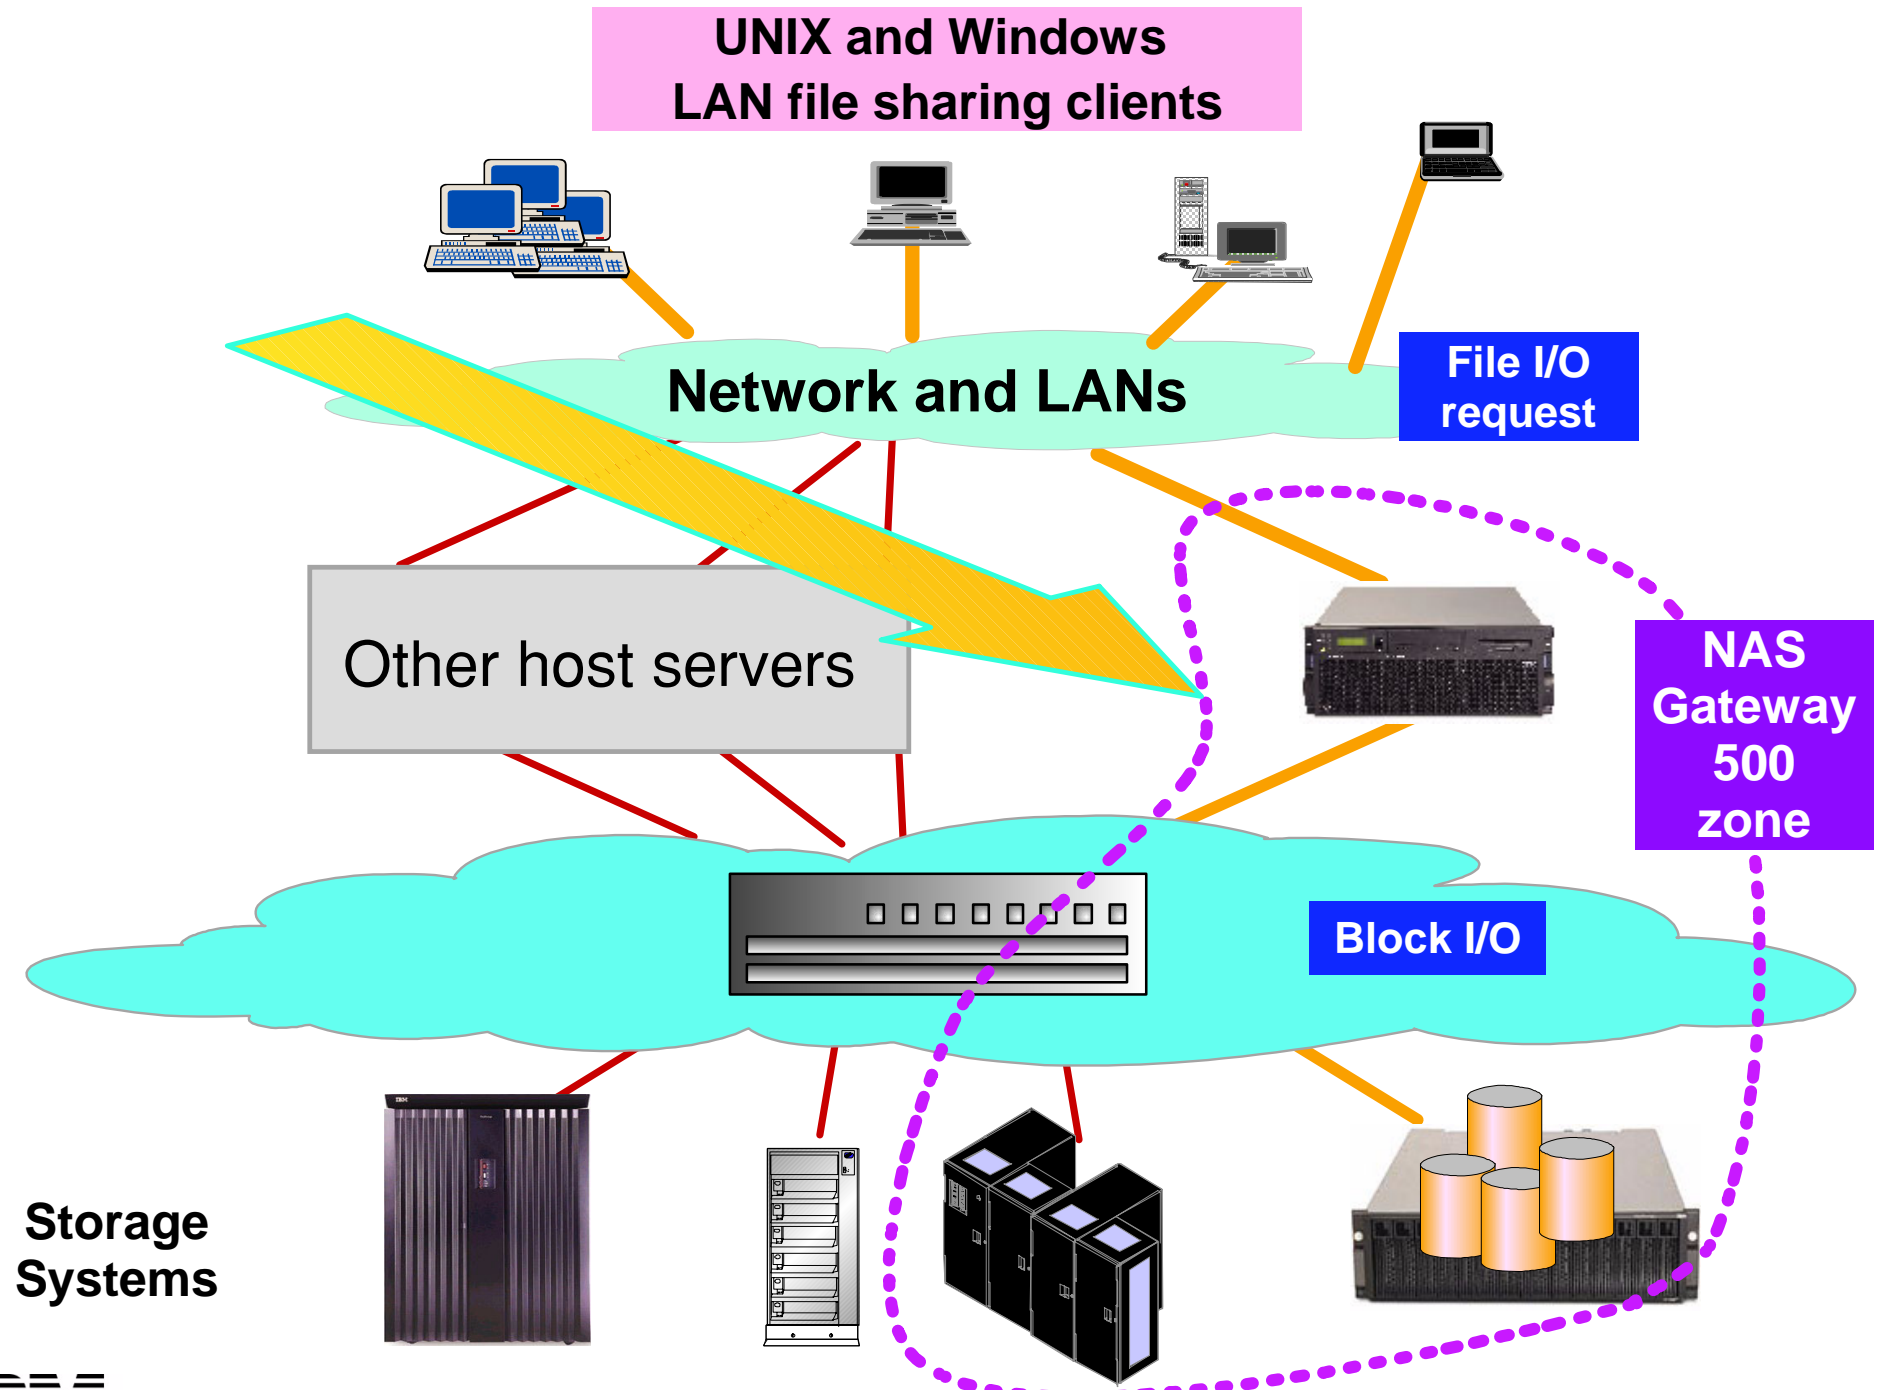 UNIX and Windows
LAN file sharing clients
Network and LANs
File I/O
request
Other host servers
NAS
Gateway
500
zone
Block I/O
IBM
Storage
Systems